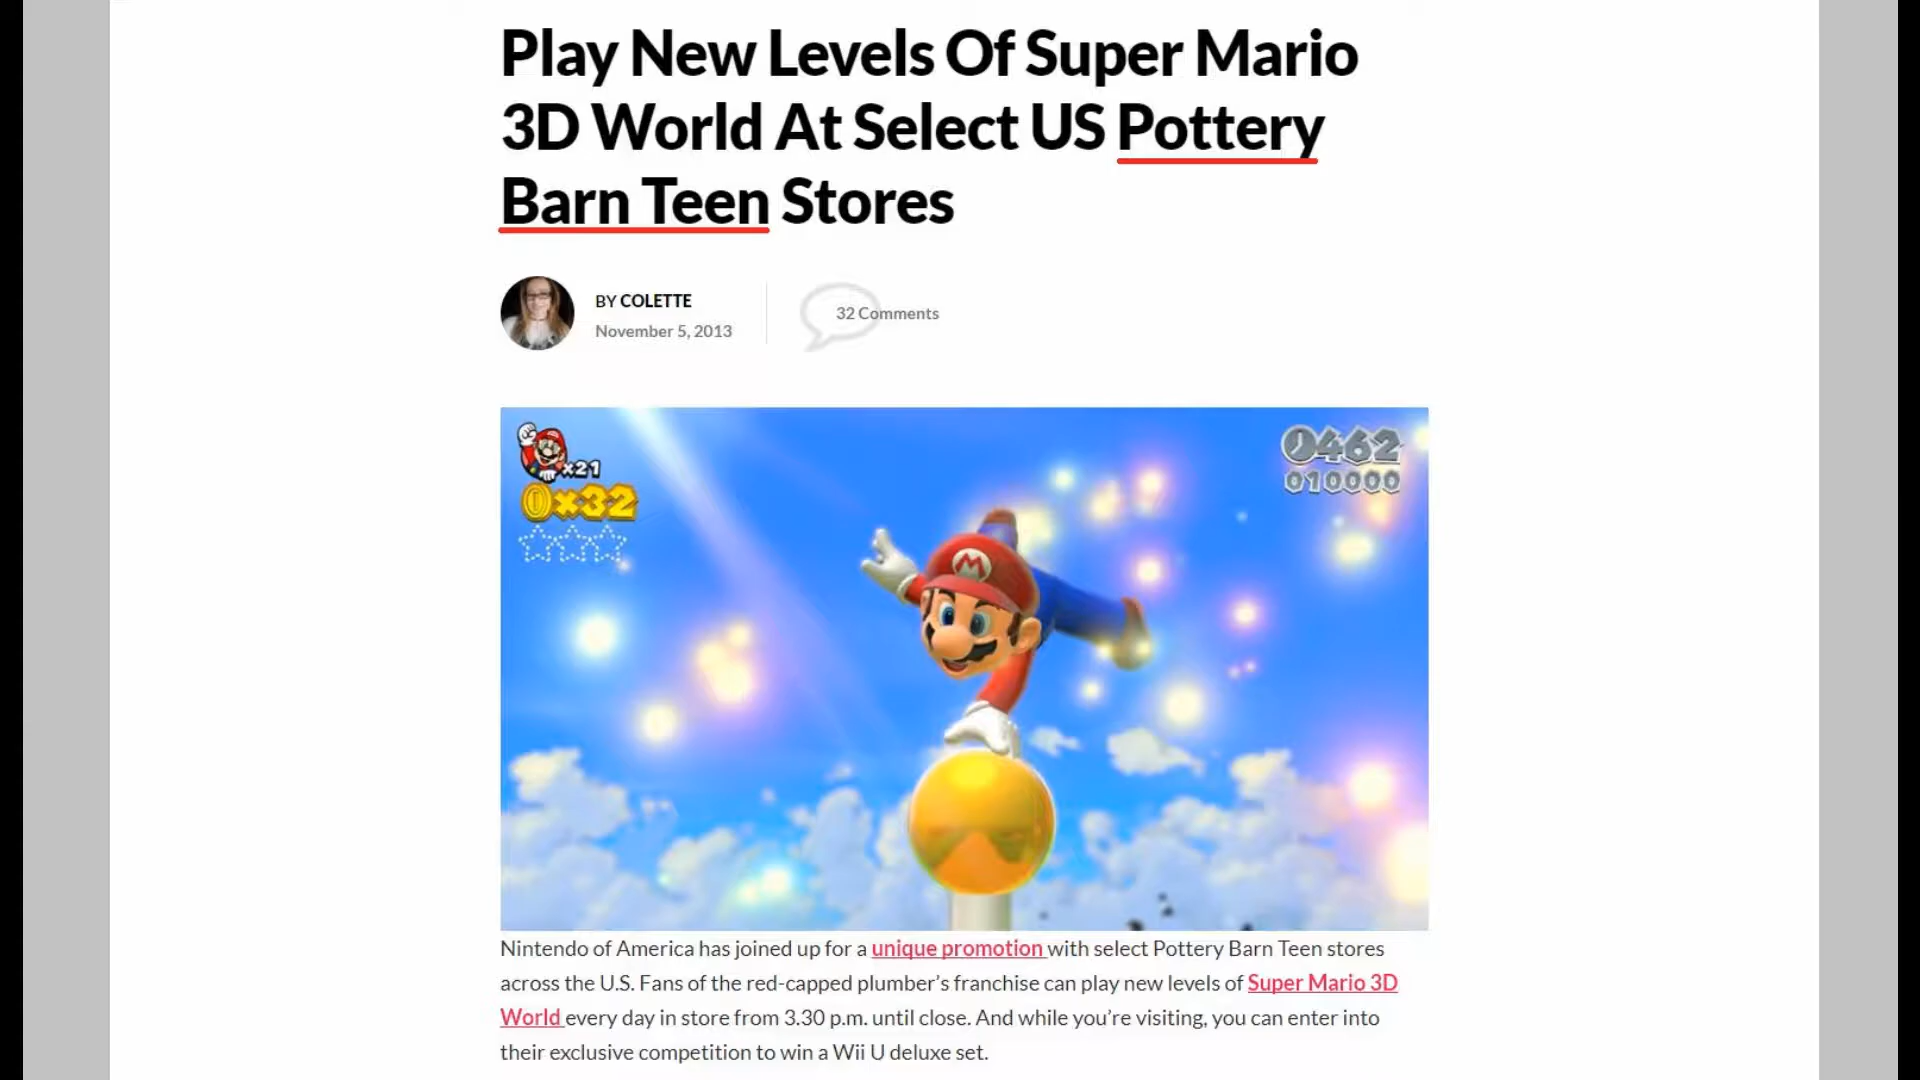 Play New Levels Of Super Mario
3D World At Select US Pottery
Barn Teen Stores
BY COLETTE
November 5, 2013
32 Comments
x21
x32
0462
010000
M
Nintendo of America has joined up for a unique promotion with select Pottery Barn Teen stores
across the U.S. Fans of the red-capped plumber’s franchise can play new levels of Super Mario 3D
World every day in store from 3.30 p.m. until close. And while you’re visiting, you can enter into
their exclusive competition to win a Wii U deluxe set.